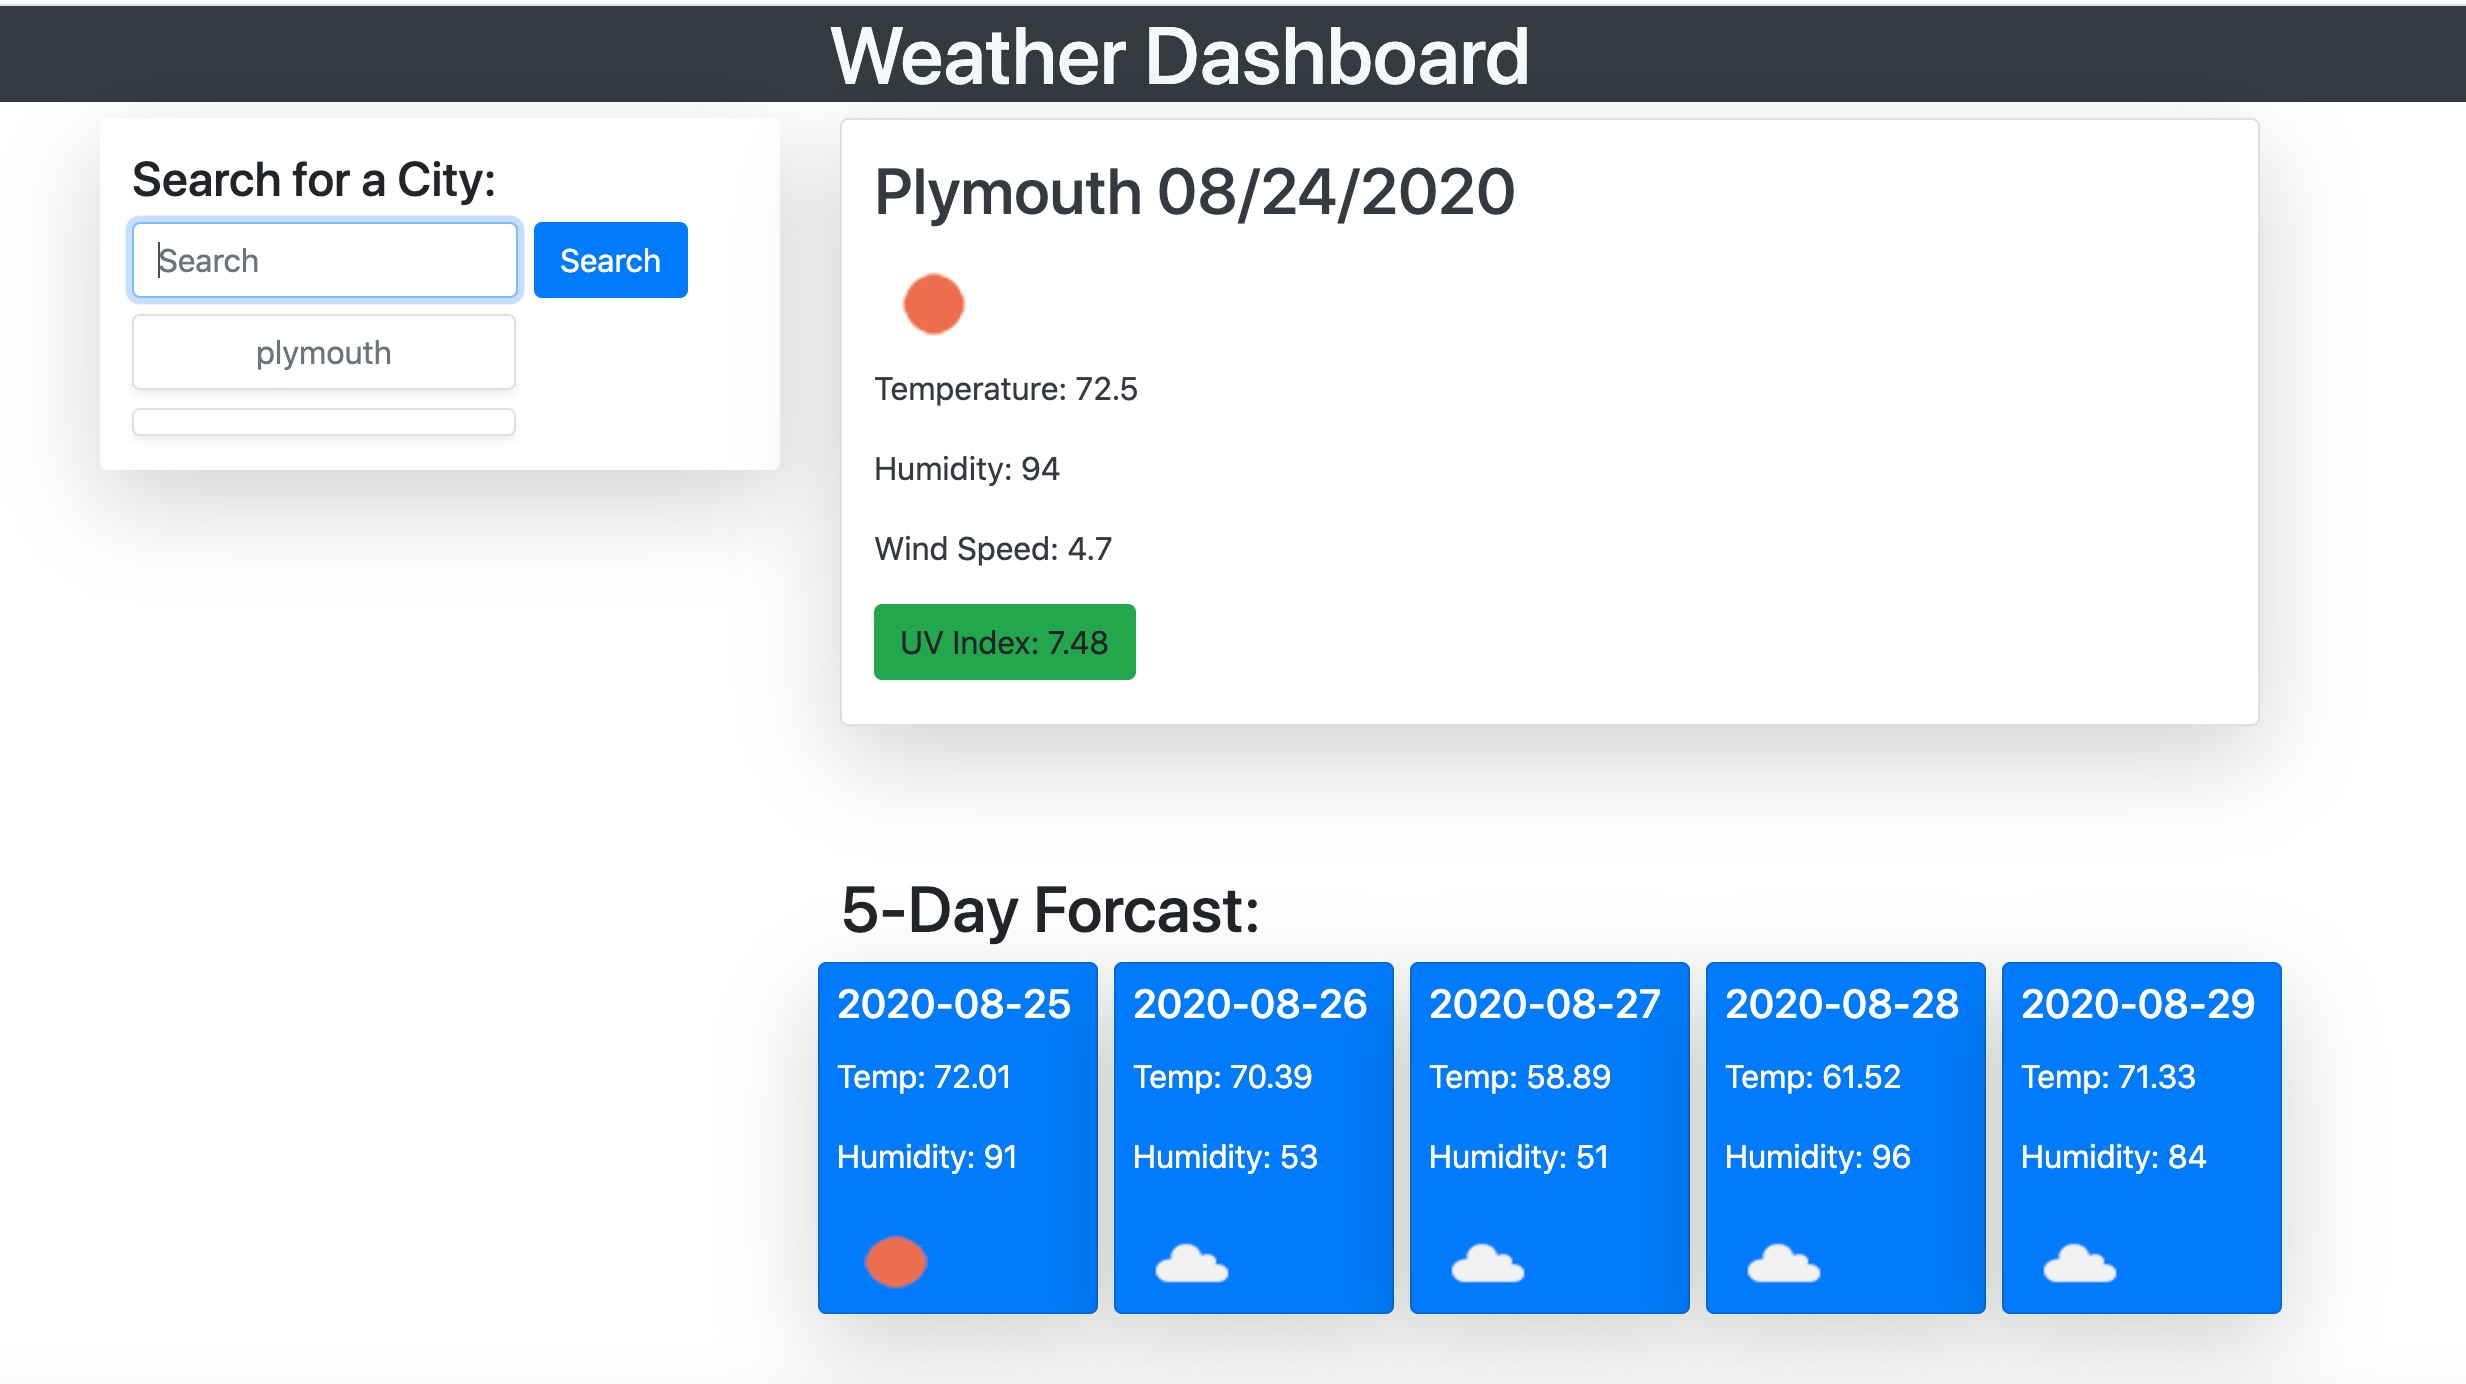 Weather Dashboard
Search for a City:
Search
Search
plymouth
Plymouth 08/24/2020
Temperature: 72.5
Humidity: 94
Wind Speed: 4.7
UV Index: 7.48
5-Day Forcast:
2020-08-25
Temp: 72.01
Humidity: 91
2020-08-26
Temp: 70.39
Humidity: 53
2020-08-27
Temp: 58.89
Humidity: 51
2020-08-28
Temp: 61.52
Humidity: 96
2020-08-29
Temp: 71.33
Humidity: 84